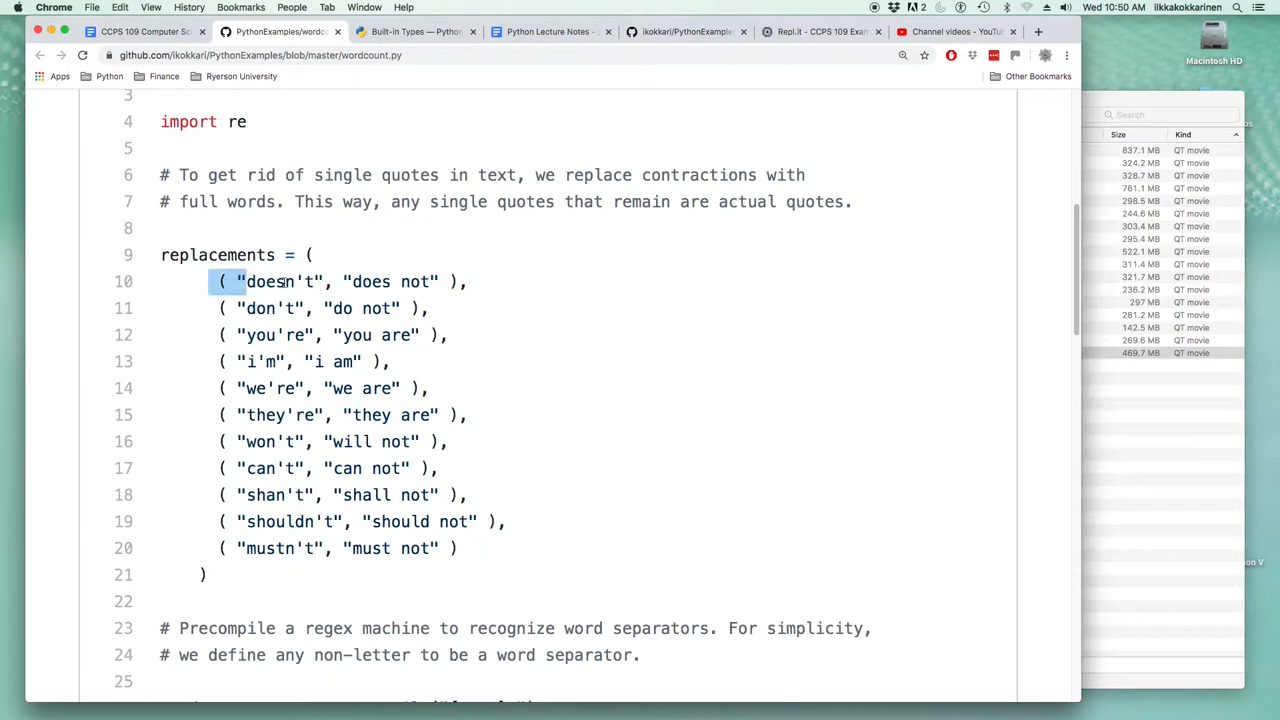 Chrome File Edit View History Bookmarks People Tab Window Help 2 Wed 10:50 AM ilkkakokkarinen
CCPS 109 Computer Sci PythonExamples/wordc Built-in Types — Python Python Lecture Notes – Go ikokkari/PythonExamples Repl.it - CCPS 109 Exam Channel videos - YouTu
github.com/ikokkari/PythonExamples/blob/master/wordcount.py
Apps Python Finance Ryerson University Other Bookmarks
Macintosh HD
Search
Size Kind
837.1 MB QT movie
324.2 MB QT movie
328.7 MB QT movie
761.1 MB QT movie
298.5 MB QT movie
244.6 MB QT movie
303.4 MB QT movie
295.4 MB QT movie
522.1 MB QT movie
311.4 MB QT movie
321.7 MB QT movie
236.2 MB QT movie
297 MB QT movie
281.2 MB QT movie
142.5 MB QT movie
269.6 MB QT movie
469.7 MB QT movie
3
4 import re
5
6 # To get rid of single quotes in text, we replace contractions with
7 # full words. This way, any single quotes that remain are actual quotes.
8
9 replacements = (
10 ( "doesn't", "does not" ),
11 ( "don't", "do not" ),
12 ( "you're", "you are" ),
13 ( "i'm", "i am" ),
14 ( "we're", "we are" ),
15 ( "they're", "they are" ),
16 ( "won't", "will not" ),
17 ( "can't", "can not" ),
18 ( "shan't", "shall not" ),
19 ( "shouldn't", "should not" ),
20 ( "mustn't", "must not" )
21 )
22
23 # Precompile a regex machine to recognize word separators. For simplicity,
24 # we define any non-letter to be a word separator.
25